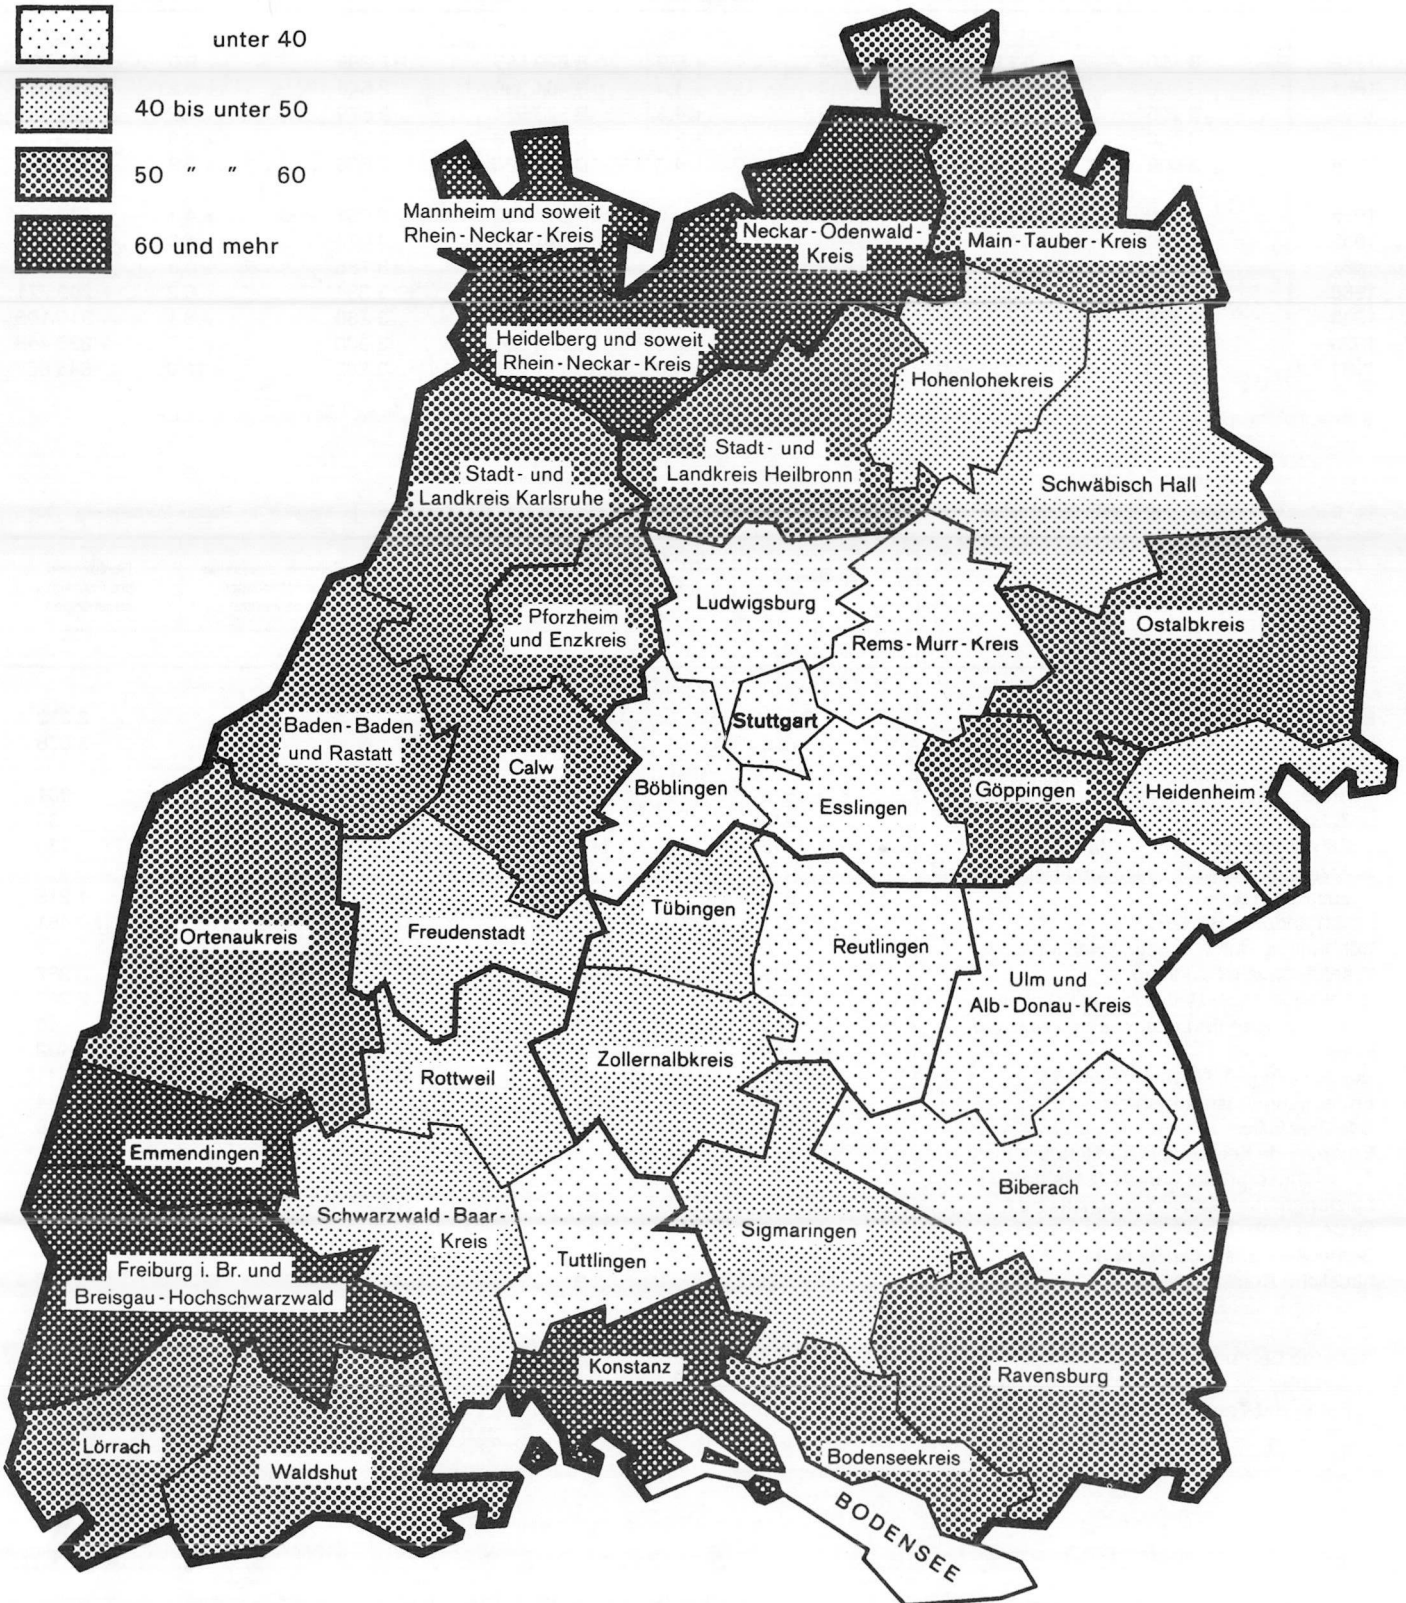 unter 40
40 bis unter 50
50 " " 60
60 und mehr
Mannheim und soweit
Rhein-Neckar-Kreis
Neckar-Odenwald-
Kreis
Main-Tauber-Kreis
Heidelberg und soweit
Rhein-Neckar-Kreis
Hohenlohekreis
Stadt- und
Landkreis Heilbronn
Stadt- und
Landkreis Karlsruhe
Schwäbisch Hall
Ludwigsburg
Pforzheim
und Enzkreis
Rems-Murr-Kreis
Ostalbkreis
Baden-Baden
und Rastatt
Stuttgart
Calw
Böblingen
Esslingen
Göppingen
Heidenheim
Tübingen
Ortenaukreis
Freudenstadt
Reutlingen
Ulm und
Alb-Donau-Kreis
Zollernalbkreis
Rottweil
Emmendingen
Biberach
Schwarzwald-Baar-
Kreis
Sigmaringen
Tuttlingen
Freiburg i. Br. und
Breisgau-Hochschwarzwald
Konstanz
Ravensburg
Lörrach
Waldshut
Bodenseekreis
BODENSEE